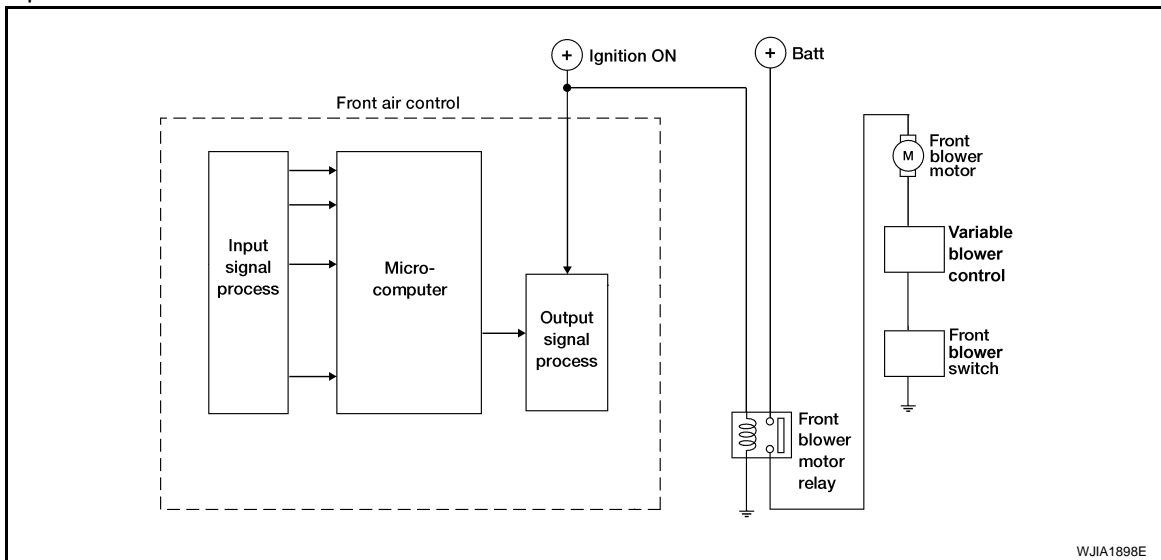 Ignition ON
Batt
Front air control
Front
blower
motor
M
Input
signal
process
Micro-
computer
Output
signal
process
Variable
blower
control
Front
blower
switch
Front
blower
motor
relay
WJIA1898E